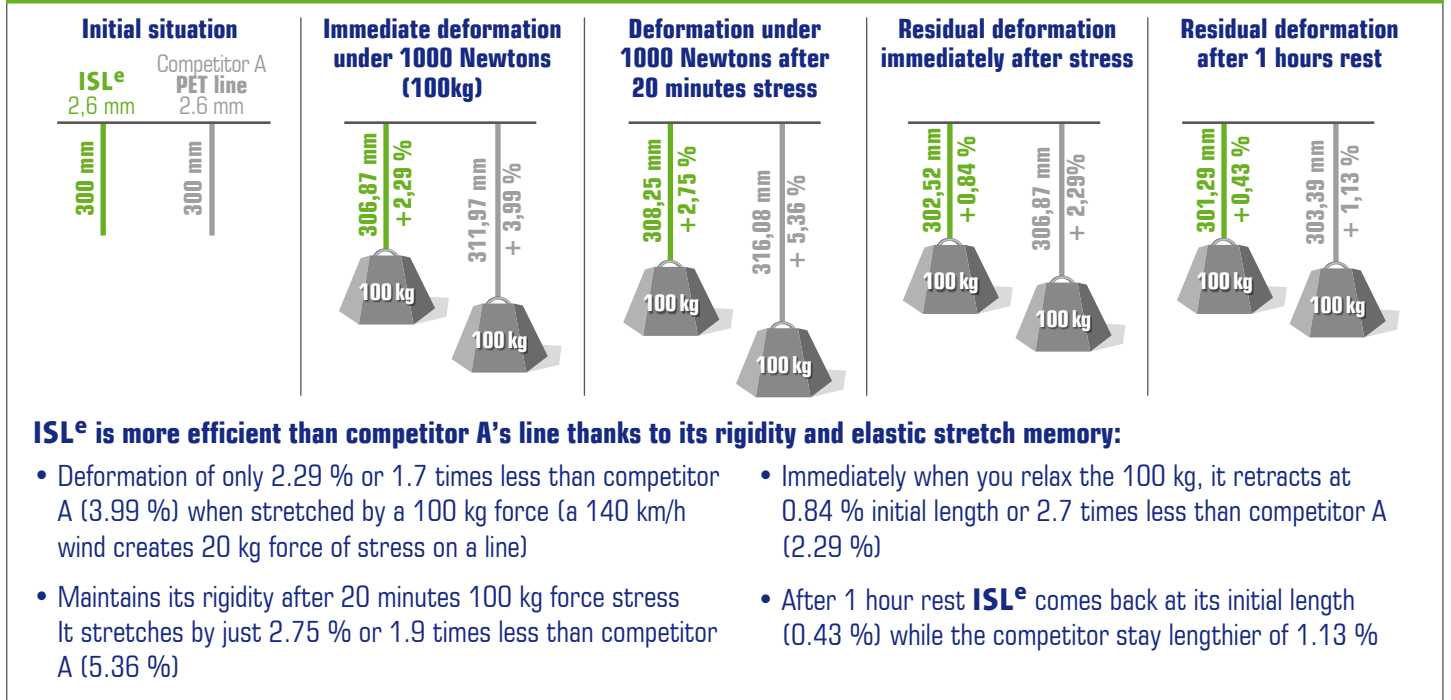 Initial situation
ISLe
2,6 mm
Competitor A
PET line
2.6 mm
300 mm
300 mm
Immediate deformation
under 1000 Newtons
(100kg)
306,87 mm
+ 2,29 %
311,97 mm
+ 3,99 %
100 kg
100 kg
Deformation under
1000 Newtons after
20 minutes stress
308,25 mm
+2,75 %
316,08 mm
+ 5,36 %
100 kg
100 kg
Residual deformation
immediately after stress
302,52 mm
+0,84 %
306,87 mm
+ 2,29%
100 kg
100 kg
Residual deformation
after 1 hours rest
301,29 mm
+0,43 %
303,39 mm
+ 1,13 %
100 kg
100 kg
ISLe is more efficient than competitor A’s line thanks to its rigidity and elastic stretch memory:
• Deformation of only 2.29 % or 1.7 times less than competitor
A (3.99 %) when stretched by a 100 kg force (a 140 km/h
wind creates 20 kg force of stress on a line)
• Maintains its rigidity after 20 minutes 100 kg force stress
It stretches by just 2.75 % or 1.9 times less than competitor
A (5.36 %)
• Immediately when you relax the 100 kg, it retracts at
0.84 % initial length or 2.7 times less than competitor A
(2.29 %)
• After 1 hour rest ISLe comes back at its initial length
(0.43 %) while the competitor stay lengthier of 1.13 %